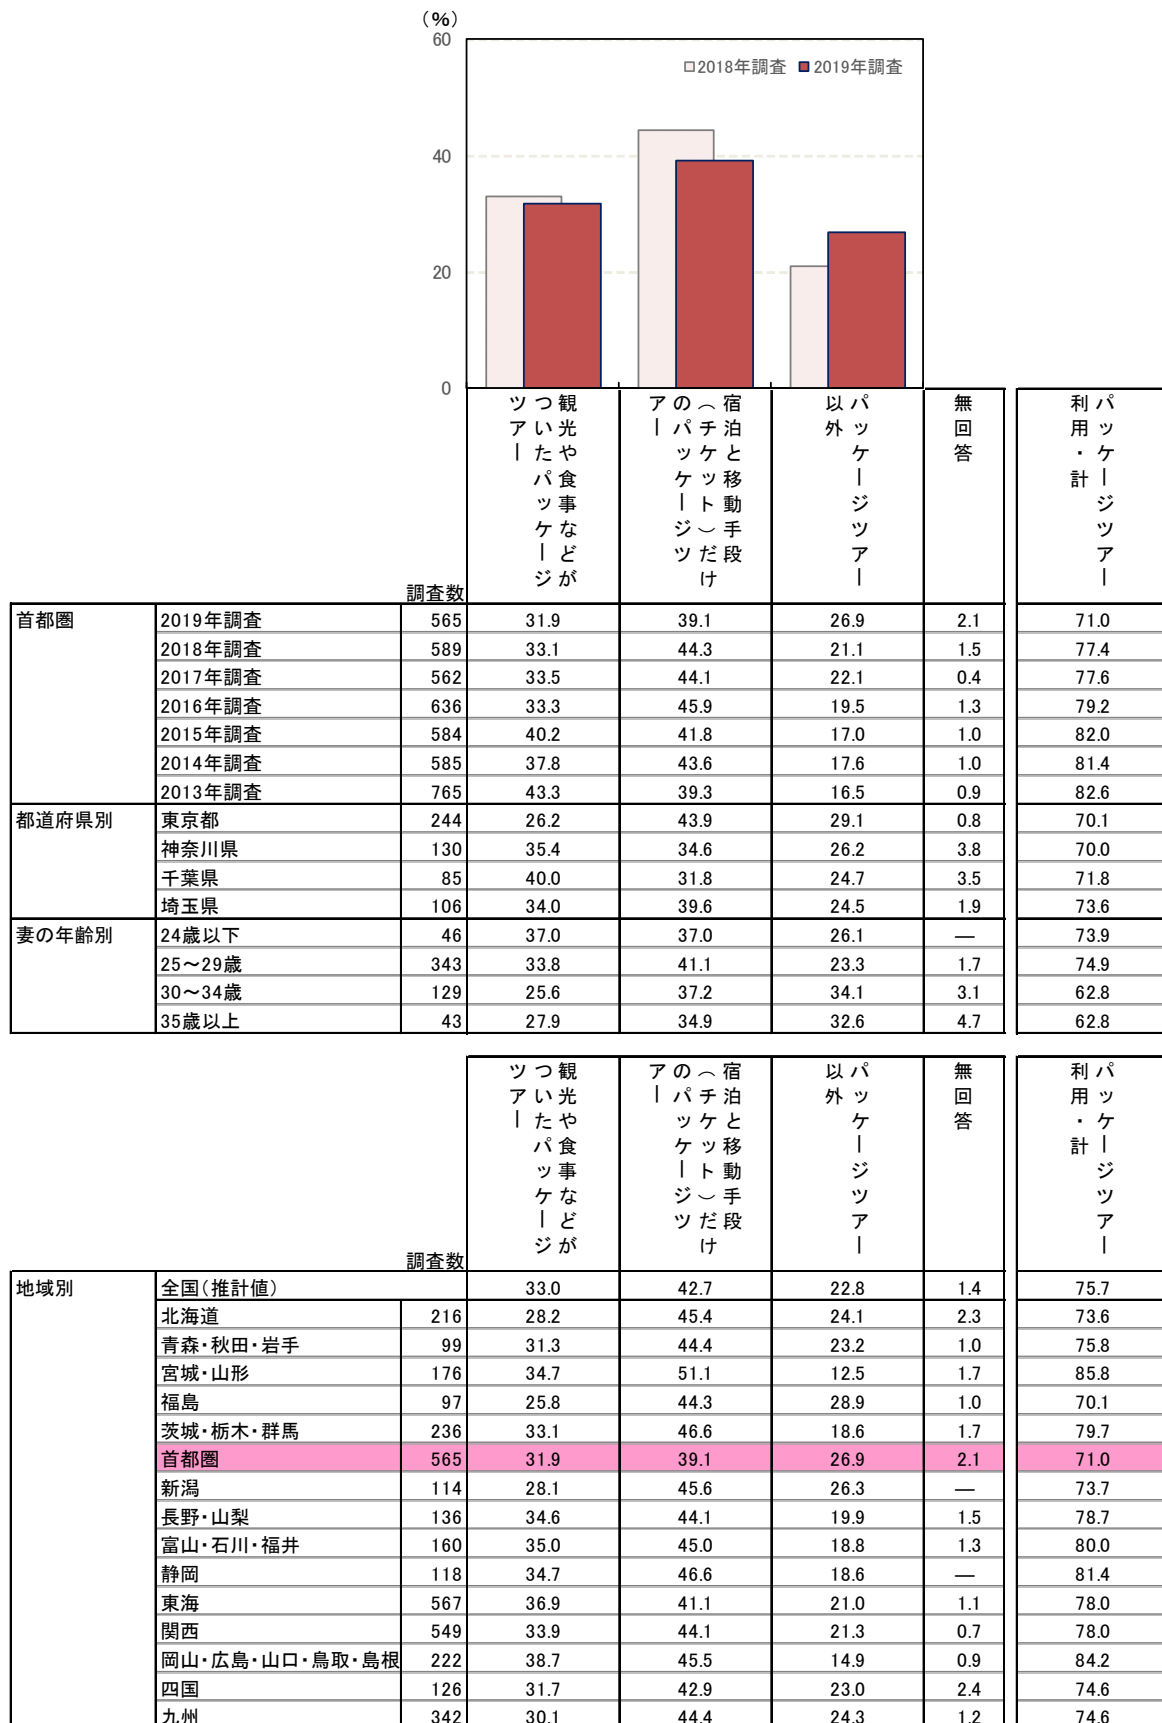 （％）
60
40
20
0
□2018年調査 ■2019年調査
観光や食事などが
ついたパッケージ
ツアー
宿泊と移動手段
（チケット）だけ
のパッケージツ
アー
パッケージツアー
以外
無回答
パッケージツアー
利用・計
調査数
首都圏 2019年調査 565 31.9 39.1 26.9 2.1 71.0
2018年調査 589 33.1 44.3 21.1 1.5 77.4
2017年調査 562 33.5 44.1 22.1 0.4 77.6
2016年調査 636 33.3 45.9 19.5 1.3 79.2
2015年調査 584 40.2 41.8 17.0 1.0 82.0
2014年調査 585 37.8 43.6 17.6 1.0 81.4
2013年調査 765 43.3 39.3 16.5 0.9 82.6
都道府県別 東京都 244 26.2 43.9 29.1 0.8 70.1
神奈川県 130 35.4 34.6 26.2 3.8 70.0
千葉県 85 40.0 31.8 24.7 3.5 71.8
埼玉県 106 34.0 39.6 24.5 1.9 73.6
妻の年齢別 24歳以下 46 37.0 37.0 26.1 ― 73.9
25～29歳 343 33.8 41.1 23.3 1.7 74.9
30～34歳 129 25.6 37.2 34.1 3.1 62.8
35歳以上 43 27.9 34.9 32.6 4.7 62.8
観光や食事などが
ついたパッケージ
ツアー
宿泊と移動手段
（チケット）だけ
のパッケージツ
アー
パッケージツアー
以外
無回答
パッケージツアー
利用・計
調査数
地域別 全国（推計値） 33.0 42.7 22.8 1.4 75.7
北海道 216 28.2 45.4 24.1 2.3 73.6
青森・秋田・岩手 99 31.3 44.4 23.2 1.0 75.8
宮城・山形 176 34.7 51.1 12.5 1.7 85.8
福島 97 25.8 44.3 28.9 1.0 70.1
茨城・栃木・群馬 236 33.1 46.6 18.6 1.7 79.7
首都圏 565 31.9 39.1 26.9 2.1 71.0
新潟 114 28.1 45.6 26.3 ― 73.7
長野・山梨 136 34.6 44.1 19.9 1.5 78.7
富山・石川・福井 160 35.0 45.0 18.8 1.3 80.0
静岡 118 34.7 46.6 18.6 ― 81.4
東海 567 36.9 41.1 21.0 1.1 78.0
関西 549 33.9 44.1 21.3 0.7 78.0
岡山・広島・山口・鳥取・島根 222 38.7 45.5 14.9 0.9 84.2
四国 126 31.7 42.9 23.0 2.4 74.6
九州 342 30.1 44.4 24.3 1.2 74.6